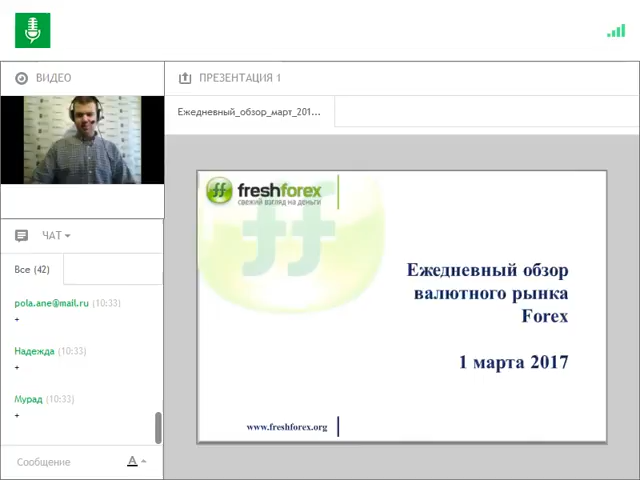 ВИДЕО
ПРЕЗЕНТАЦИЯ 1
Ежедневный_обзор_март_201...
freshforex
свежий взгляд на деньги
Ежедневный обзор
валютного рынка
Forex
1 марта 2017
www.freshforex.org
ЧАТ
Все (42)
pola.ane@mail.ru (10:33)
+
Надежда (10:33)
+
Мурад (10:33)
+
Сообщение
A